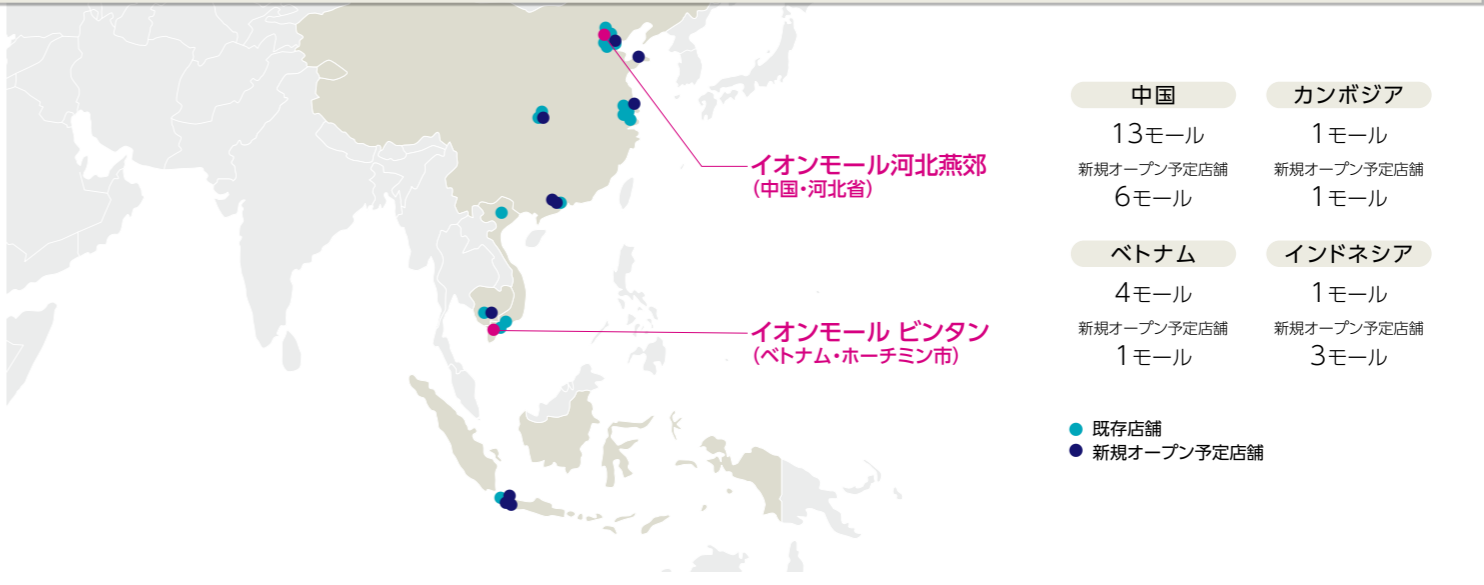 イオンモール河北燕郊
(中国・河北省)
イオンモール ビンタン
(ベトナム・ホーチミン市)
中国
13モール
新規オープン予定店舗
6モール
カンボジア
1モール
新規オープン予定店舗
1モール
ベトナム
4モール
新規オープン予定店舗
1モール
インドネシア
1モール
新規オープン予定店舗
3モール
既存店舗
新規オープン予定店舗